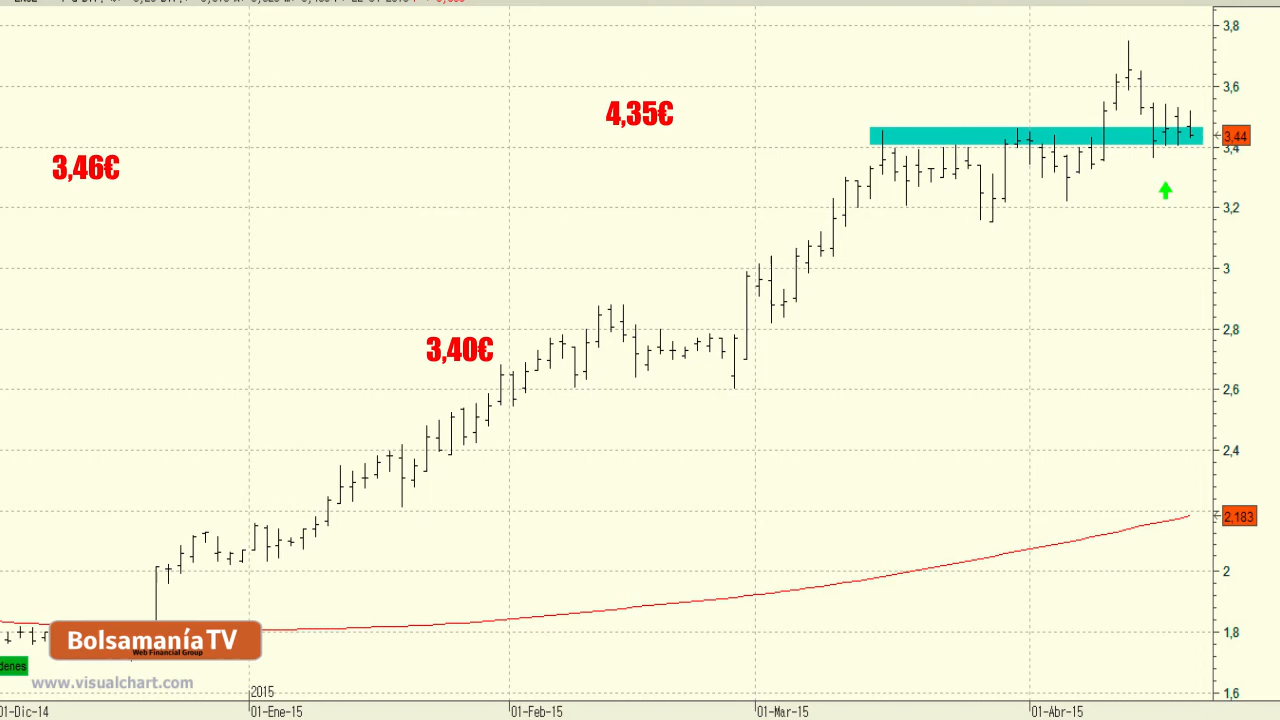 3,8
3,6
4,35€
3,44
3,4
3,46€
3,2
3
2,8
3,40€
2,6
2,4
2,183
2
1,8
BolsamaníaTV
Web Financial Group
denes
www.visualchart.com
2015
1,6
01-Dic-14
01-Ene-15
01-Feb-15
01-Mar-15
01-Abr-15